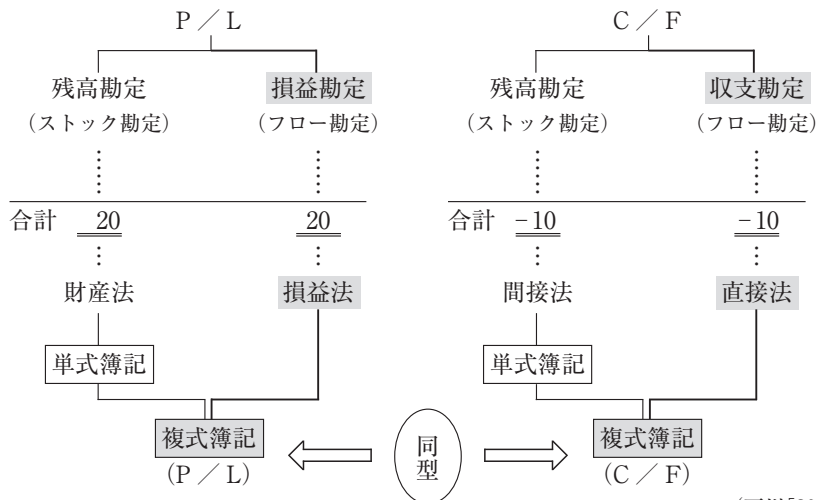 P／L C／F
残高勘定 損益勘定 残高勘定 収支勘定
（ストック勘定） （フロー勘定） （ストック勘定） （フロー勘定）
合計 20 20 合計 −10 −10
財産法 損益法 間接法 直接法
単式簿記 単式簿記
複式簿記 同型 複式簿記
（P／L） （C／F）